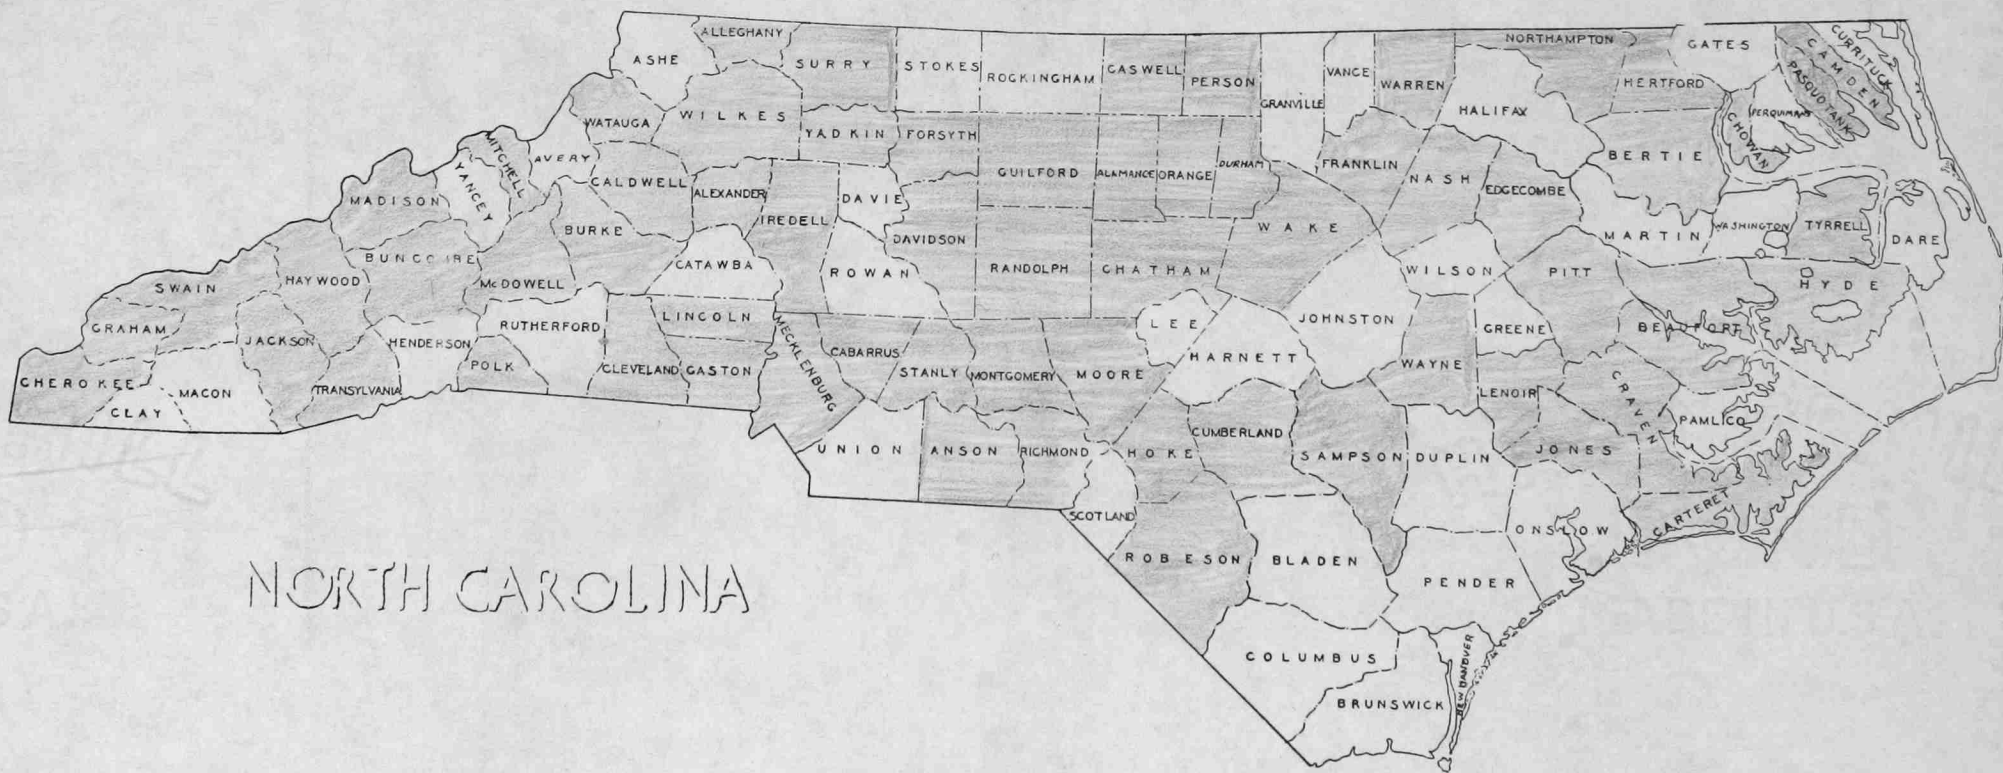 ALLEGHANY
ASHE
SURRY
STOKES
ROCKINGHAM
CASWELL
PERSON
GRANVILLE
VANCE
WARREN
NORTHAMPTON
GATES
CURRITUCK
CAMDEN
PASQUOTANK
PERQUIMANS
CHOWAN
HERTFORD
HALIFAX
WATAUGA
WILKES
YADKIN
FORSYTH
GUILFORD
ALAMANCE
ORANGE
DURHAM
FRANKLIN
NASH
EDGECOMBE
BERTIE
MITCHELL
YANCEY
AVERY
CALDWELL
ALEXANDER
IREDELL
DAVIE
DAVIDSON
WAKE
MARTIN
WASHINGTON
TYRRELL
DARE
MADISON
BURKE
BUNCOMBE
McDOWELL
CATAWBA
ROWAN
RANDOLPH
CHATHAM
WILSON
PITT
HYDE
SWAIN
HAYWOOD
GRAHAM
JACKSON
HENDERSON
RUTHERFORD
LINCOLN
MECKLENBURG
CABARRUS
STANLY
MONTGOMERY
MOORE
LEE
HARNETT
JOHNSTON
WAYNE
GREENE
BEAUFORT
CHEROKEE
CLAY
MACON
TRANSYLVANIA
POLK
CLEVELAND
GASTON
LENOIR
CRAVEN
PAMLICO
UNION
ANSON
RICHMOND
HOKE
CUMBERLAND
SAMPSON
DUPLIN
JONES
SCOTLAND
ROBESON
BLADEN
PENDER
ONSLOW
CARTERET
COLUMBUS
BRUNSWICK
NEW HANOVER
NORTH CAROLINA